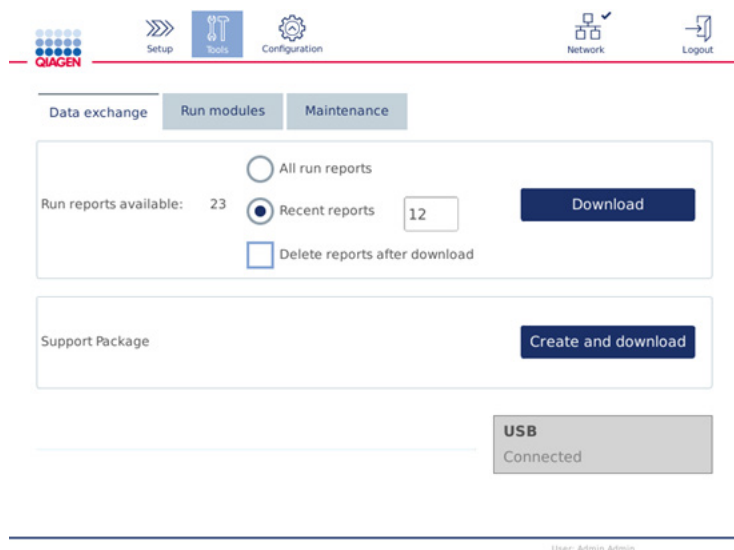 QIAGEN
Setup
Tools
Configuration
Network
Logout
Data exchange
Run modules
Maintenance
All run reports
Run reports available: 23
Recent reports 12
Download
Delete reports after download
Support Package
Create and download
USB
Connected
User: Admin Admin